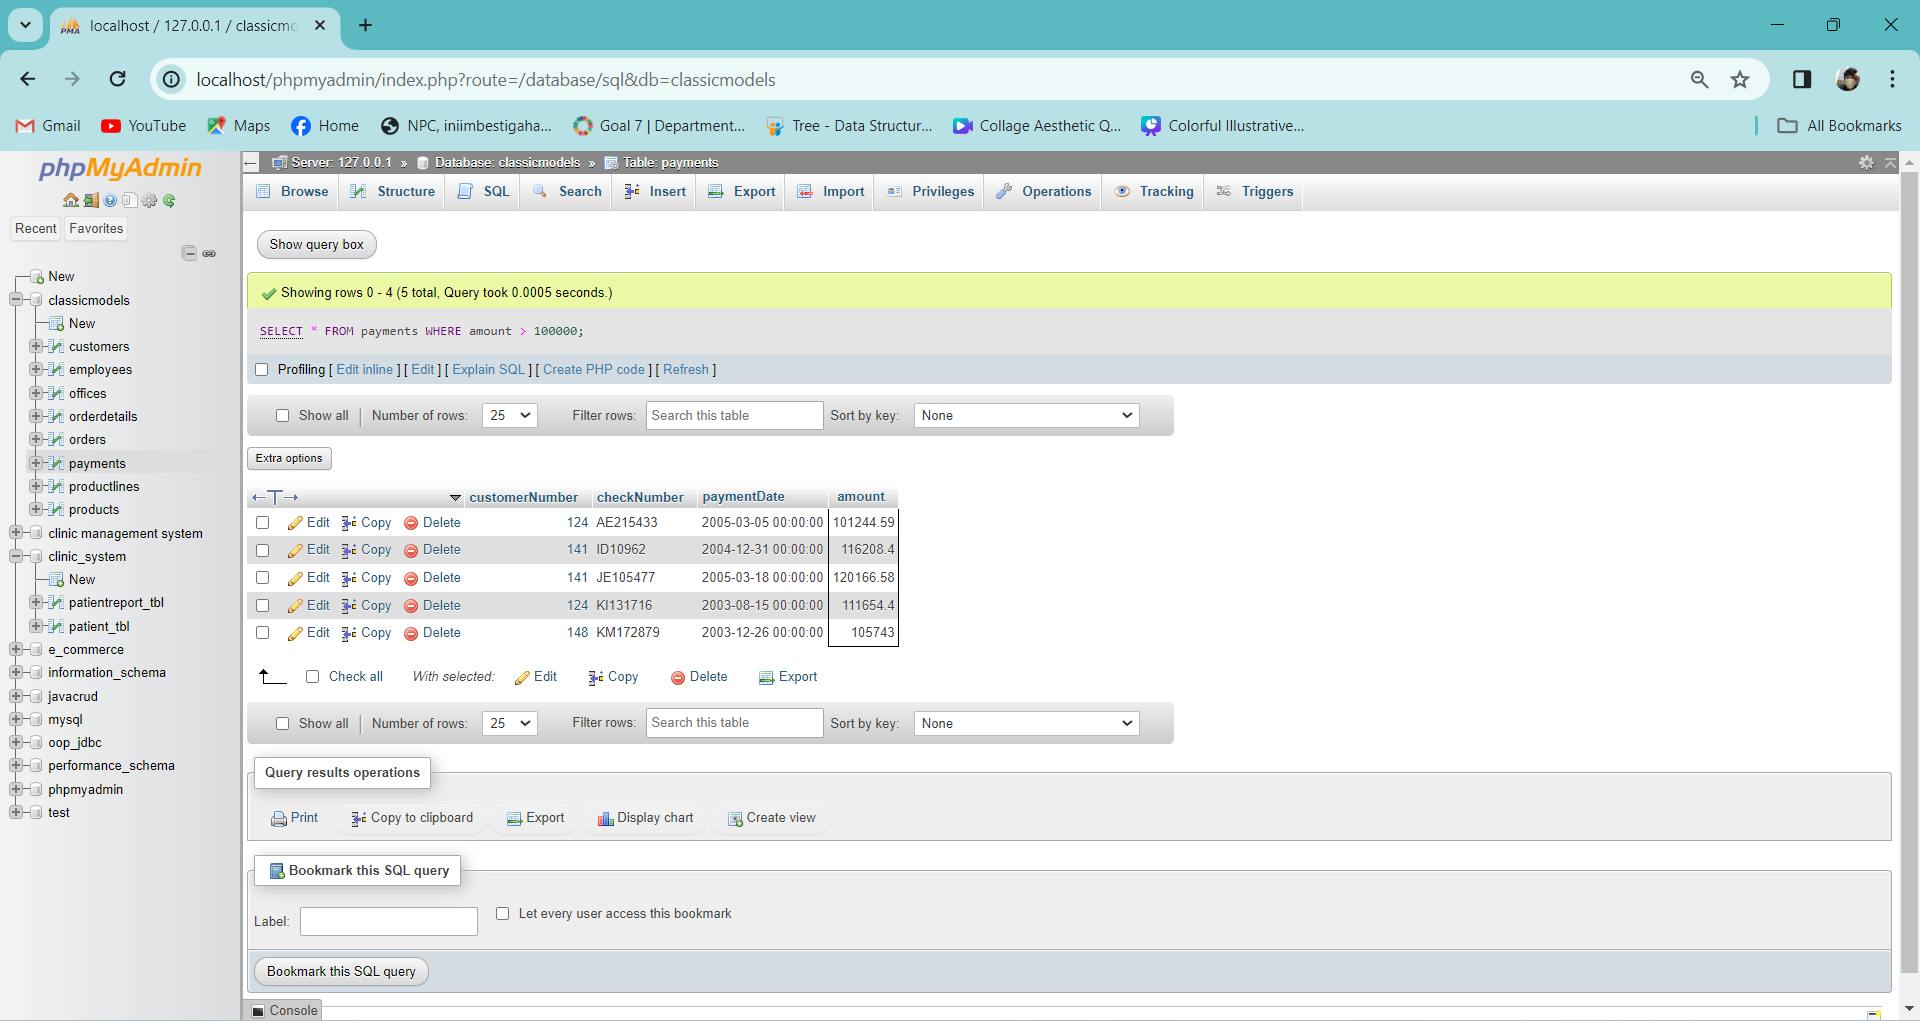 localhost / 127.0.0.1 / classicmo
localhost/phpmyadmin/index.php?route=/database/sql&db=classicmodels
Gmail YouTube Maps Home NPC, iniimbestigaha... Goal 7 | Department... Tree - Data Structur... Collage Aesthetic Q... Colorful Illustrative... All Bookmarks
phpMyAdmin
Recent Favorites
New
classicmodels
New
customers
employees
offices
orderdetails
orders
payments
productlines
products
clinic management system
clinic_system
New
patientreport_tbl
patient_tbl
e_commerce
information_schema
javacrud
mysql
oop_jdbc
performance_schema
phpmyadmin
test
Server: 127.0.0.1 » Database: classicmodels » Table: payments
Browse Structure SQL Search Insert Export Import Privileges Operations Tracking Triggers
Show query box
Showing rows 0 - 4 (5 total, Query took 0.0005 seconds.)
SELECT * FROM payments WHERE amount > 100000;
Profiling [ Edit inline ] [ Edit ] [ Explain SQL ] [ Create PHP code ] [ Refresh ]
Show all | Number of rows: 25 Filter rows: Search this table Sort by key: None
Extra options
←T→ customerNumber checkNumber paymentDate amount
Edit Copy Delete 124 AE215433 2005-03-05 00:00:00 101244.59
Edit Copy Delete 141 ID10962 2004-12-31 00:00:00 116208.4
Edit Copy Delete 141 JE105477 2005-03-18 00:00:00 120166.58
Edit Copy Delete 124 KI131716 2003-08-15 00:00:00 111654.4
Edit Copy Delete 148 KM172879 2003-12-26 00:00:00 105743
Check all With selected: Edit Copy Delete Export
Show all | Number of rows: 25 Filter rows: Search this table Sort by key: None
Query results operations
Print Copy to clipboard Export Display chart Create view
Bookmark this SQL query
Label: Let every user access this bookmark
Bookmark this SQL query
Console